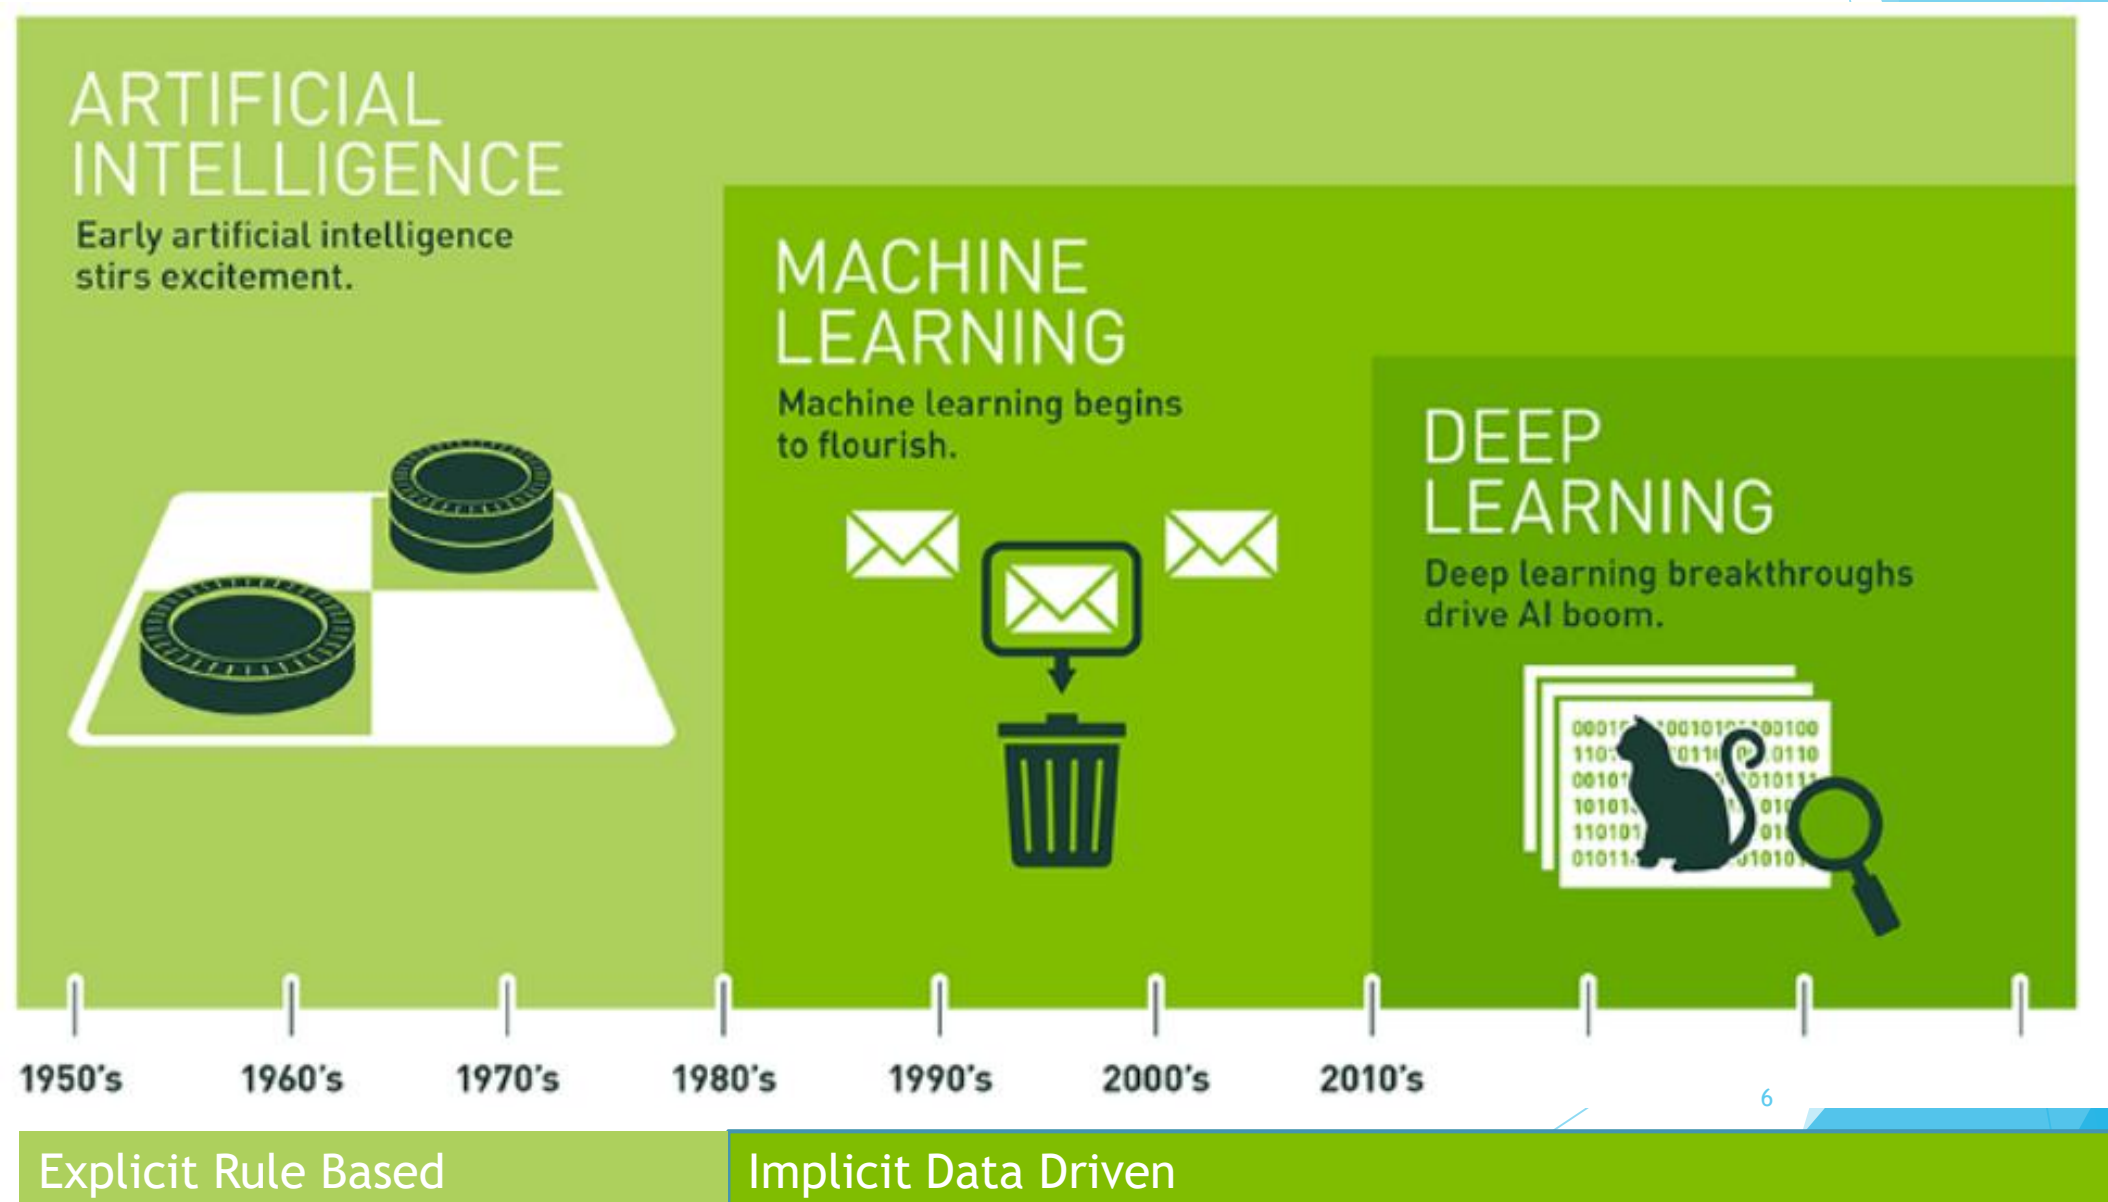 ARTIFICIAL
INTELLIGENCE
Early artificial intelligence
stirs excitement.
MACHINE
LEARNING
Machine learning begins
to flourish.
DEEP
LEARNING
Deep learning breakthroughs
drive AI boom.
1950's 1960's 1970's 1980's 1990's 2000's 2010's
6
Explicit Rule Based
Implicit Data Driven